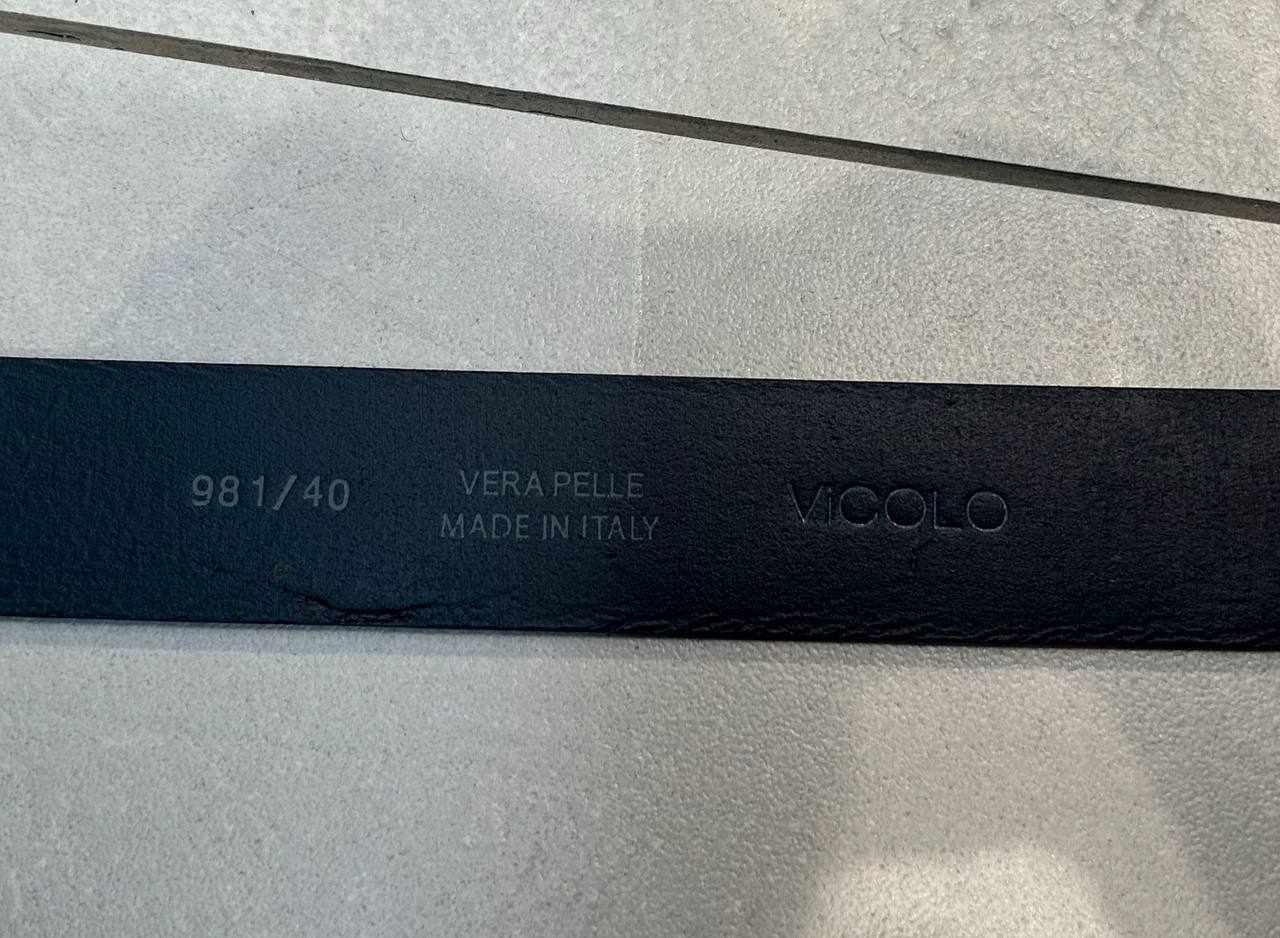 981/40
VERA PELLE
MADE IN ITALY
ViCOLO